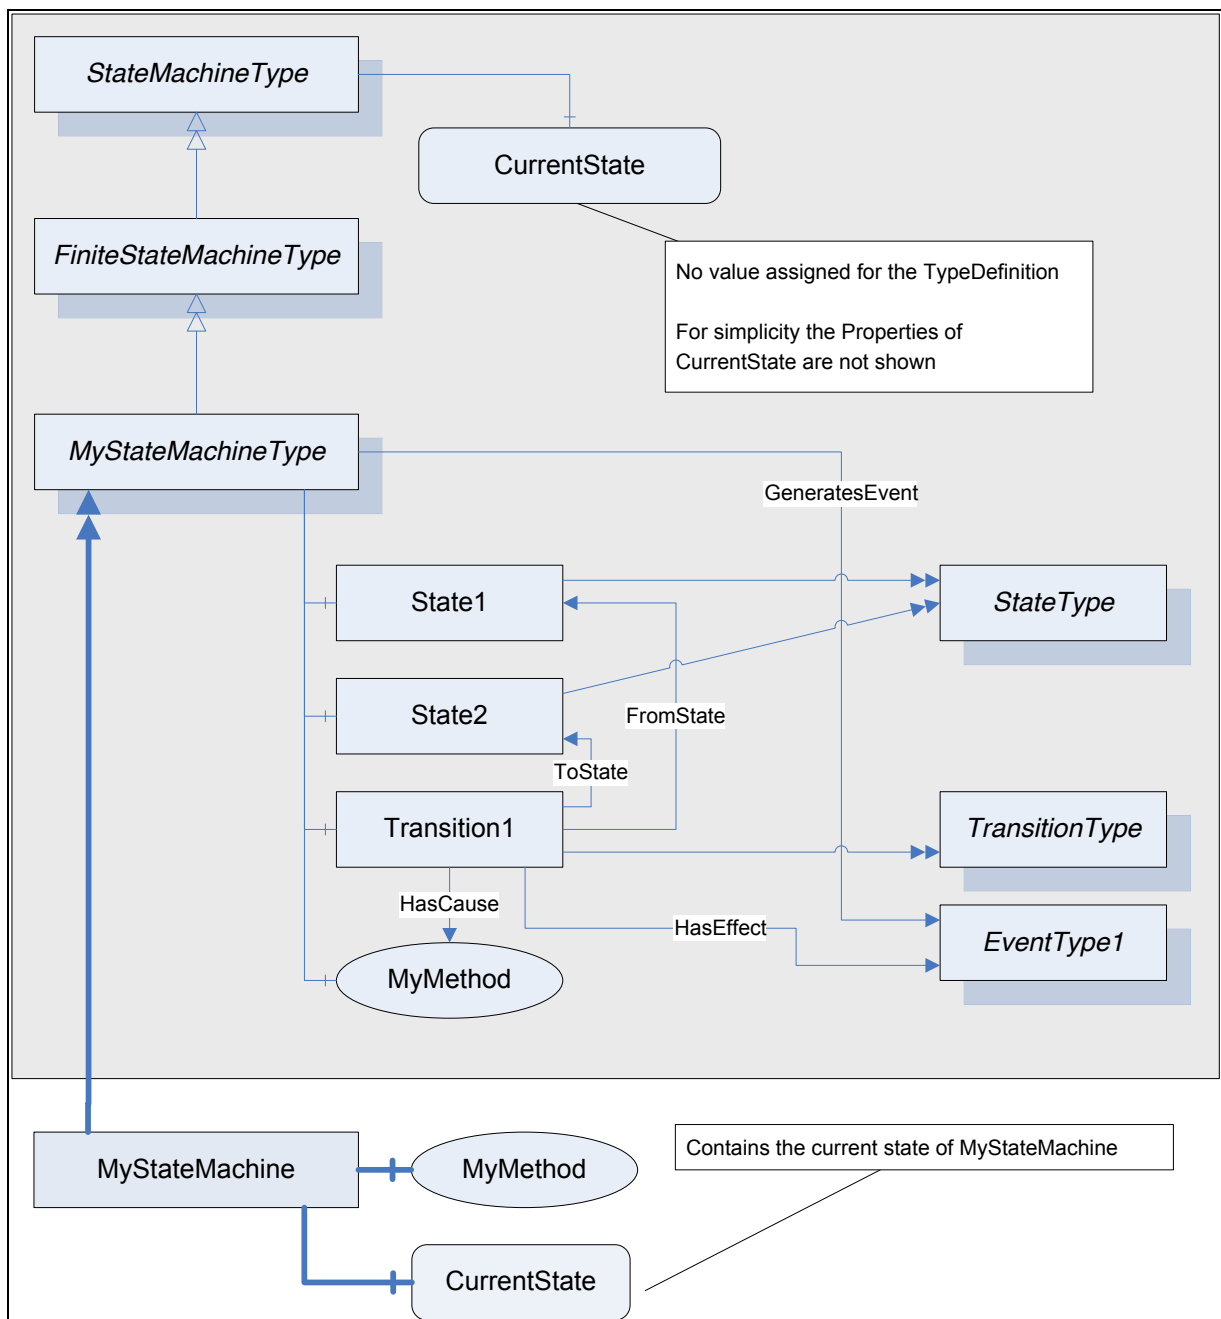 StateMachineType
CurrentState
FiniteStateMachineType
No value assigned for the TypeDefinition
For simplicity the Properties of
CurrentState are not shown
MyStateMachineType
GeneratesEvent
State1
StateType
State2
FromState
ToState
Transition1
TransitionType
HasCause
HasEffect
EventType1
MyMethod
Contains the current state of MyStateMachine
MyStateMachine
MyMethod
CurrentState